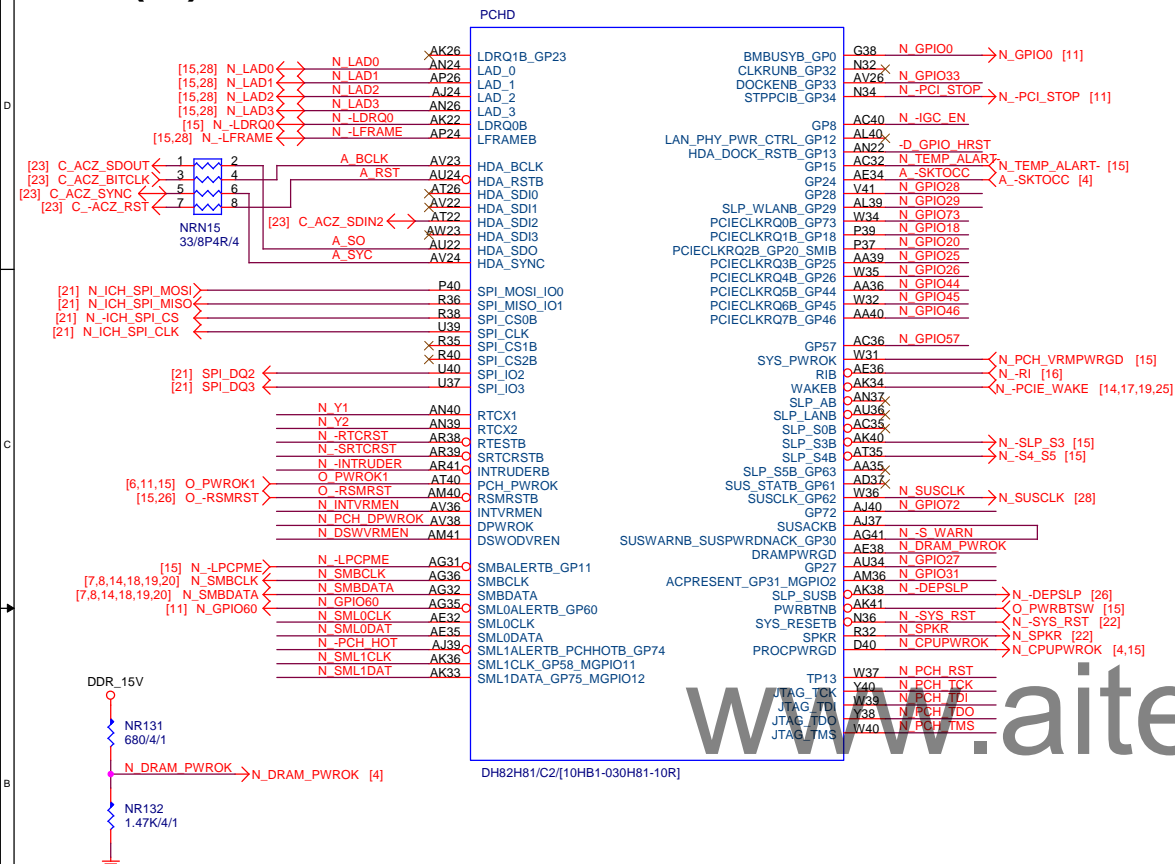 PCHD
D
C
B
AK26 LDRQ1B_GP23
[15,28] N_LAD0 N_LAD0 AN24 LAD_0
[15,28] N_LAD1 N_LAD1 AP26 LAD_1
[15,28] N_LAD2 N_LAD2 AJ24 LAD_2
[15,28] N_LAD3 N_LAD3 AN26 LAD_3
[15] N_-LDRQ0 N_-LDRQ0 AK22 LDRQ0B
[15,28] N_-LFRAME N_-LFRAME AP24 LFRAMEB
[23] C_ACZ_SDOUT 1 2 A_BCLK AV23 HDA_BCLK
[23] C_ACZ_BITCLK 3 4 A_RST AU24 HDA_RSTB
[23] C_ACZ_SYNC 5 6 AT26 HDA_SDI0
[23] C_-ACZ_RST 7 8 AV22 HDA_SDI1
[23] C_ACZ_SDIN2 AT22 HDA_SDI2
NRN15
33/8P4R/4
AW23 HDA_SDI3
A_SO AU22 HDA_SDO
A_SYC AV24 HDA_SYNC
[21] N_ICH_SPI_MOSI P40 SPI_MOSI_IO0
[21] N_ICH_SPI_MISO R36 SPI_MISO_IO1
[21] N_-ICH_SPI_CS R38 SPI_CS0B
[21] N_ICH_SPI_CLK U39 SPI_CLK
R35 SPI_CS1B
R40 SPI_CS2B
[21] SPI_DQ2 U40 SPI_IO2
[21] SPI_DQ3 U37 SPI_IO3
N_Y1 AN40 RTCX1
N_Y2 AN39 RTCX2
N_-RTCRST AR38 RTESTB
N_-SRTCRST AR39 SRTCRSTB
N_-INTRUDER AR41 INTRUDERB
[6,11,15] O_PWROK1 O_PWROK1 AT40 PCH_PWROK
[15,26] O_-RSMRST O_-RSMRST AM40 RSMRSTB
N_INTVRMEN AV36 INTVRMEN
N_PCH_DPWROK AV38 DPWROK
N_DSWVRMEN AM41 DSWODVREN
[15] N_-LPCPME N_-LPCPME AG31 SMBALERTB_GP11
[7,8,14,18,19,20] N_SMBCLK N_SMBCLK AG36 SMBCLK
[7,8,14,18,19,20] N_SMBDATA N_SMBDATA AG32 SMBDATA
[11] N_GPIO60 N_GPIO60 AG35 SML0ALERTB_GP60
N_SML0CLK AE32 SML0CLK
N_SML0DAT AE35 SML0DATA
N_-PCH_HOT AJ39 SML1ALERTB_PCHHOTB_GP74
N_SML1CLK AK36 SML1CLK_GP58_MGPIO11
N_SML1DAT AK33 SML1DATA_GP75_MGPIO12
BMBUSYB_GP0 G38 N_GPIO0 N_GPIO0 [11]
CLKRUNB_GP32 N32
DOCKENB_GP33 AV26 N_GPIO33
STPPCIB_GP34 N34 N_-PCI_STOP N_-PCI_STOP [11]
GP8 AC40 N_-IGC_EN
LAN_PHY_PWR_CTRL_GP12 AL40
HDA_DOCK_RSTB_GP13 AN22 -D_GPIO_HRST
GP15 AC32 N_TEMP_ALART- N_TEMP_ALART- [15]
GP24 AE34 A_-SKTOCC A_-SKTOCC [4]
GP28 V41 N_GPIO28
SLP_WLANB_GP29 AL39 N_GPIO29
PCIECLKRQ0B_GP73 W34 N_GPIO73
PCIECLKRQ1B_GP18 P39 N_GPIO18
PCIECLKRQ2B_GP20_SMIB P37 N_GPIO20
PCIECLKRQ3B_GP25 AA39 N_GPIO25
PCIECLKRQ4B_GP26 W35 N_GPIO26
PCIECLKRQ5B_GP44 AA36 N_GPIO44
PCIECLKRQ6B_GP45 W32 N_GPIO45
PCIECLKRQ7B_GP46 AA40 N_GPIO46
GP57 AC36 N_GPIO57
SYS_PWROK W31 N_PCH_VRMPWRGD [15]
RIB AE36 N_-RI [16]
WAKEB AK34 N_-PCIE_WAKE [14,17,19,25]
SLP_AB AN37
SLP_LANB AU36
SLP_S0B AC35
SLP_S3B AK40 N_-SLP_S3 [15]
SLP_S4B AT35 N_-S4_S5 [15]
SLP_S5B_GP63 AA35
SUS_STATB_GP61 AD37
SUSCLK_GP62 W36 N_SUSCLK N_SUSCLK [28]
GP72 AJ40 N_GPIO72
SUSACKB AJ37
SUSWARNB_SUSPWRDNACK_GP30 AG41 N_-S_WARN
DRAMPWRGD AE38 N_DRAM_PWROK
GP27 AU34 N_GPIO27
ACPRESENT_GP31_MGPIO2 AM36 N_GPIO31
SLP_SUSB AK38 N_-DEPSLP N_-DEPSLP [26]
PWRBTNB AK41 O_PWRBTSW [15]
SYS_RESETB N36 N_-SYS_RST N_-SYS_RST [22]
SPKR R32 N_SPKR N_SPKR [22]
PROCPWRGD D40 N_CPUPWROK N_CPUPWROK [4,15]
TP13 W37 N_PCH_RST
JTAG_TCK Y40 N_PCH_TCK
JTAG_TDI W39 N_PCH_TDI
JTAG_TDO Y38 N_PCH_TDO
JTAG_TMS W40 N_PCH_TMS
DH82H81/C2/[10HB1-030H81-10R]
DDR_15V
NR131
680/4/1
N_DRAM_PWROK N_DRAM_PWROK [4]
NR132
1.47K/4/1
www.aite